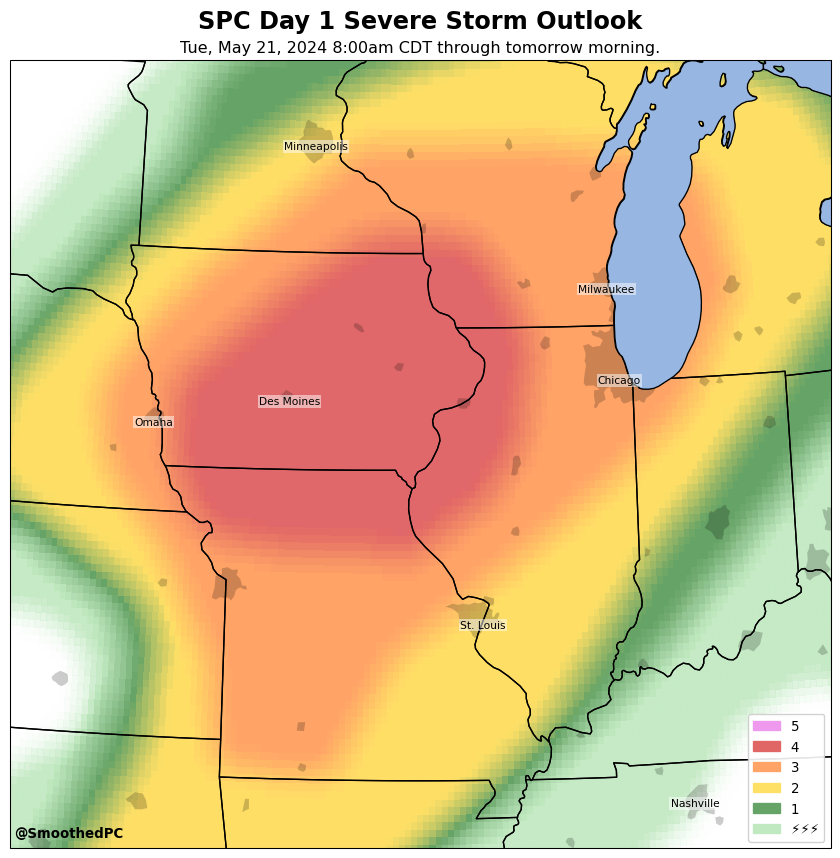 SPC Day 1 Severe Storm Outlook
Tue, May 21, 2024 8:00am CDT through tomorrow morning.
Minneapolis
Milwaukee
Chicago
Des Moines
Omaha
St. Louis
Nashville
5
4
3
2
1
⚡⚡⚡
@SmoothedPC